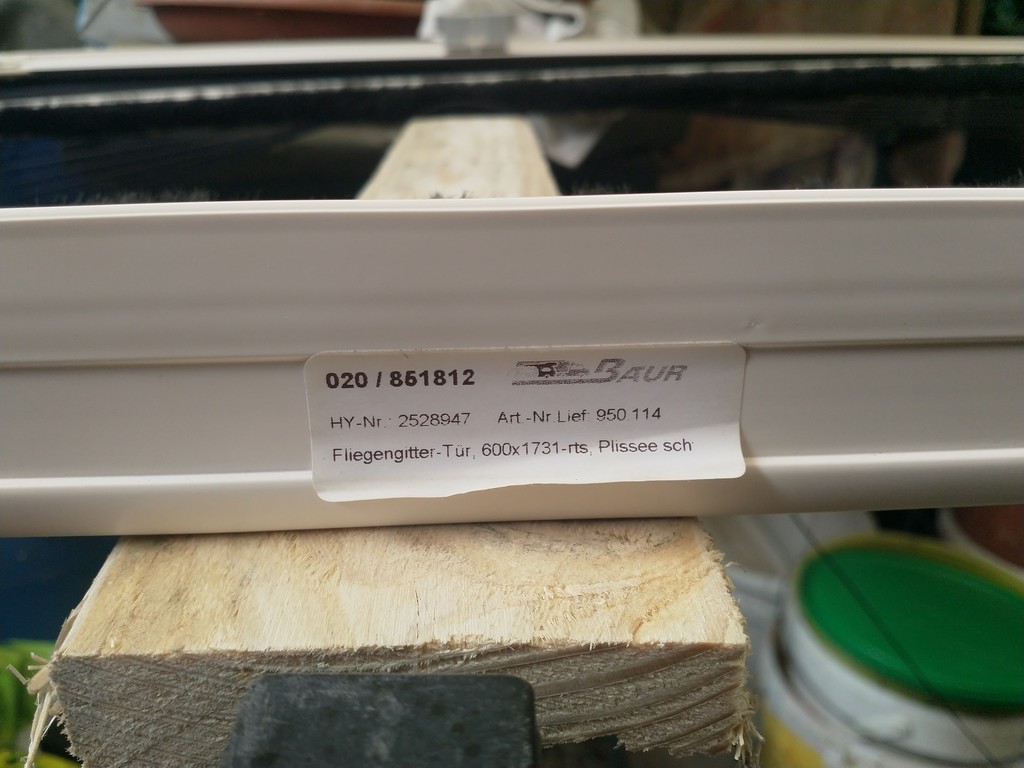 020 / 851812 BAUR
HY-Nr.: 2528947 Art.-Nr.Lief: 950.114
Fliegengitter-Tür, 600x1731-rts, Plissee sch